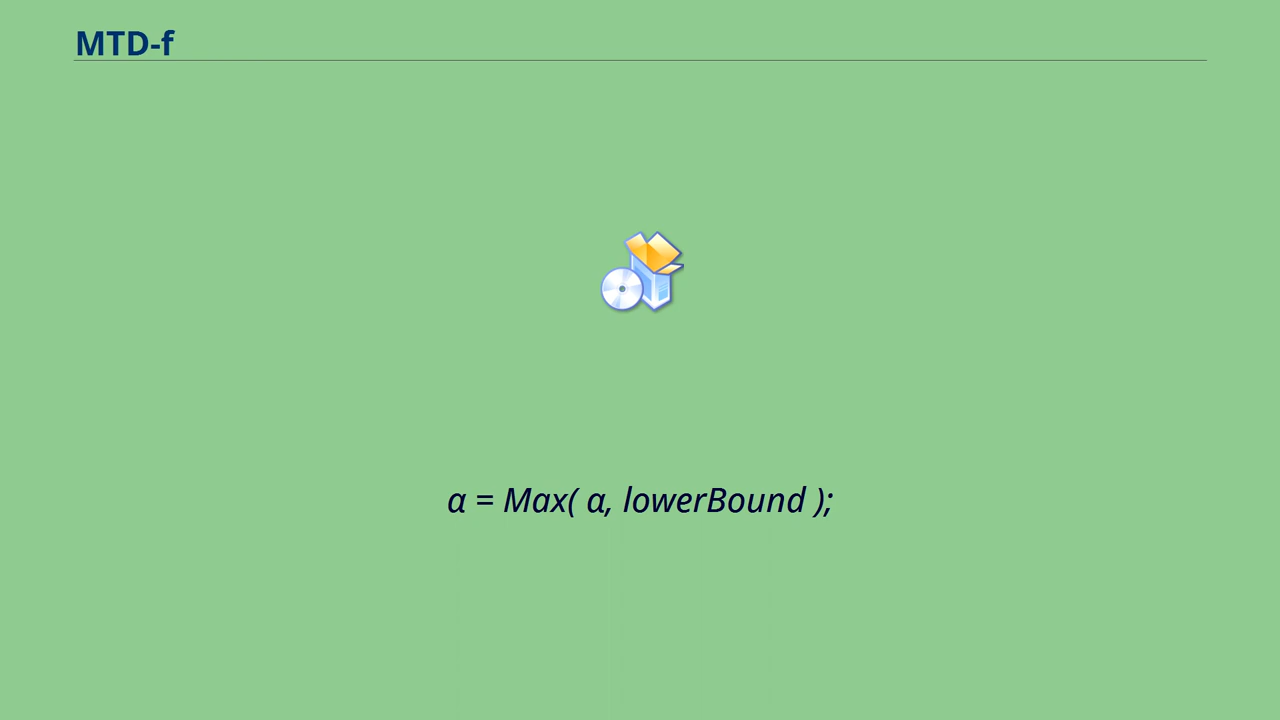 MTD-f
α = Max( α, lowerBound );